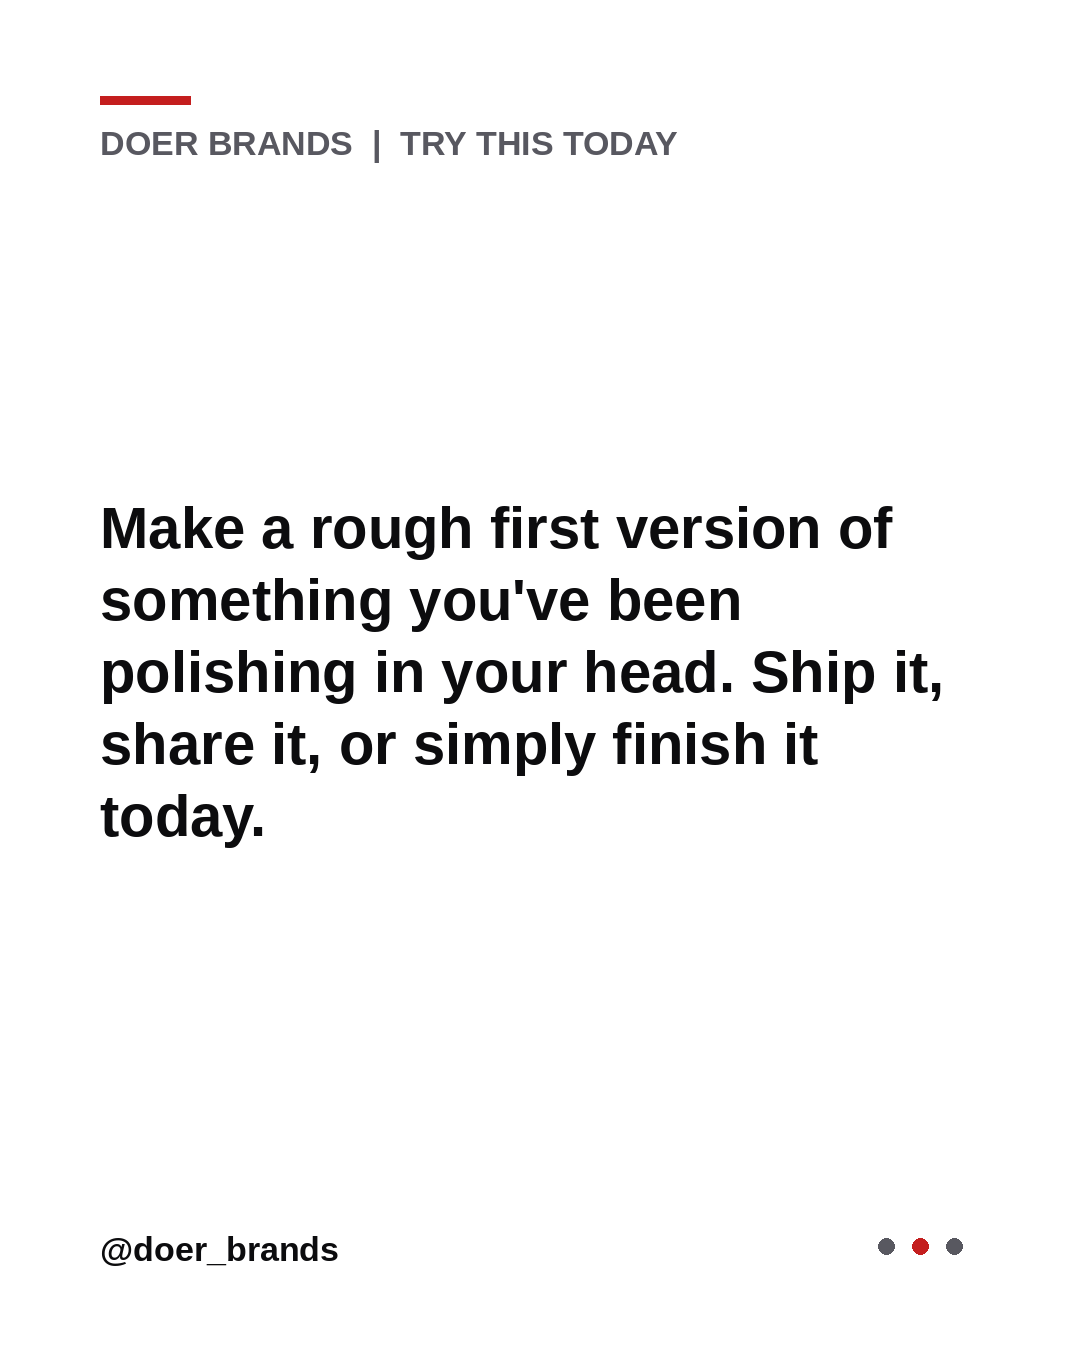 DOER BRANDS | TRY THIS TODAY
Make a rough first version of
something you've been
polishing in your head. Ship it,
share it, or simply finish it
today.
@doer_brands